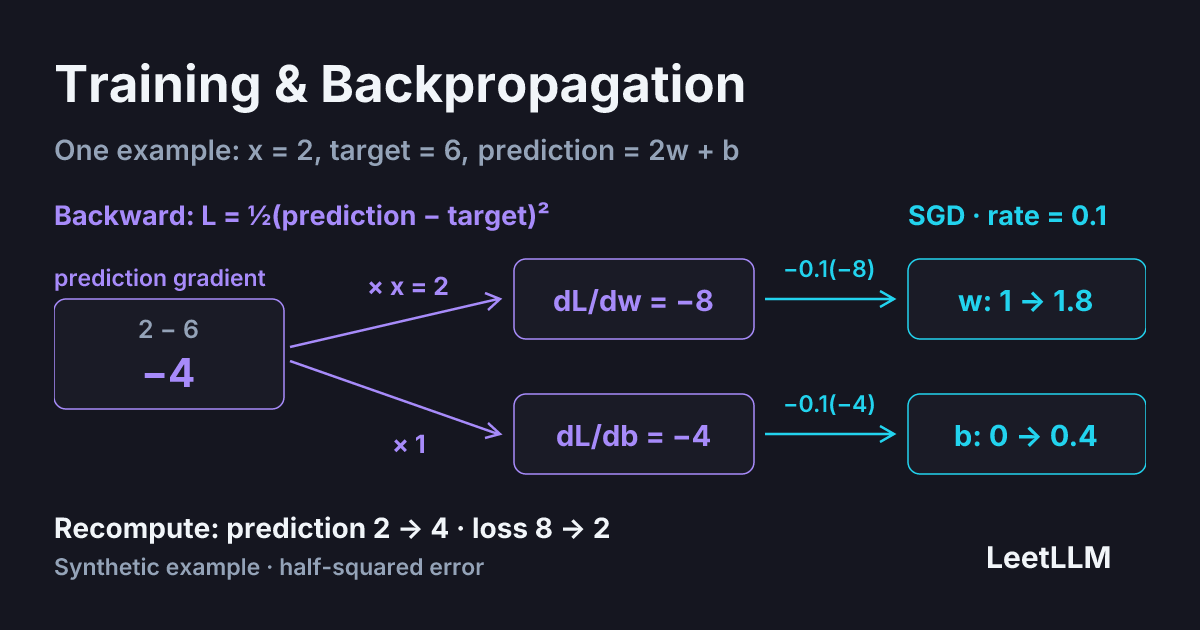 Training & Backpropagation
One example: x = 2, target = 6, prediction = 2w + b
Backward: L = ½(prediction − target)²
SGD · rate = 0.1
prediction gradient
2 − 6
−4
× x = 2
× 1
dL/dw = −8
dL/db = −4
−0.1(−8)
−0.1(−4)
w: 1 → 1.8
b: 0 → 0.4
Recompute: prediction 2 → 4 · loss 8 → 2
Synthetic example · half-squared error
LeetLLM